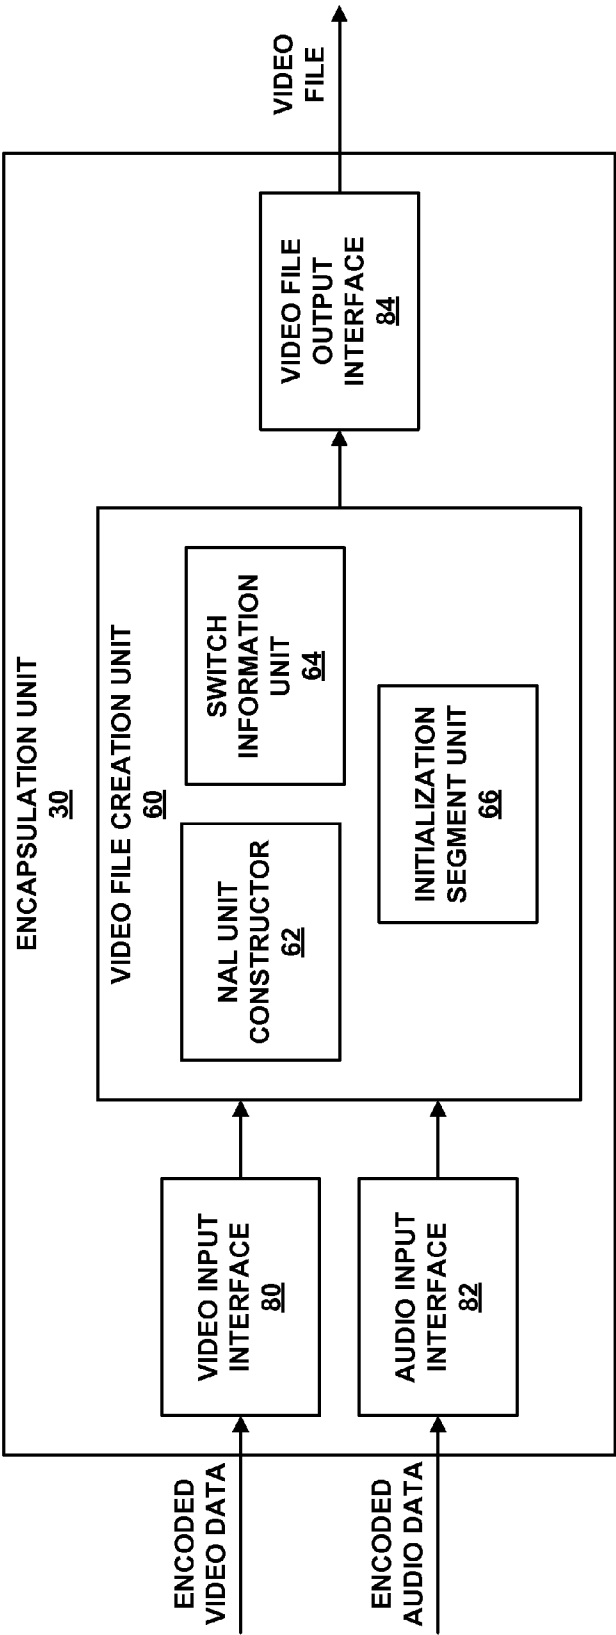 ENCAPSULATION UNIT
30
VIDEO FILE CREATION UNIT
60
NAL UNIT
CONSTRUCTOR
62
SWITCH
INFORMATION
UNIT
64
INITIALIZATION
SEGMENT UNIT
66
ENCODED
VIDEO DATA
VIDEO INPUT
INTERFACE
80
ENCODED
AUDIO DATA
AUDIO INPUT
INTERFACE
82
VIDEO FILE
OUTPUT
INTERFACE
84
VIDEO
FILE